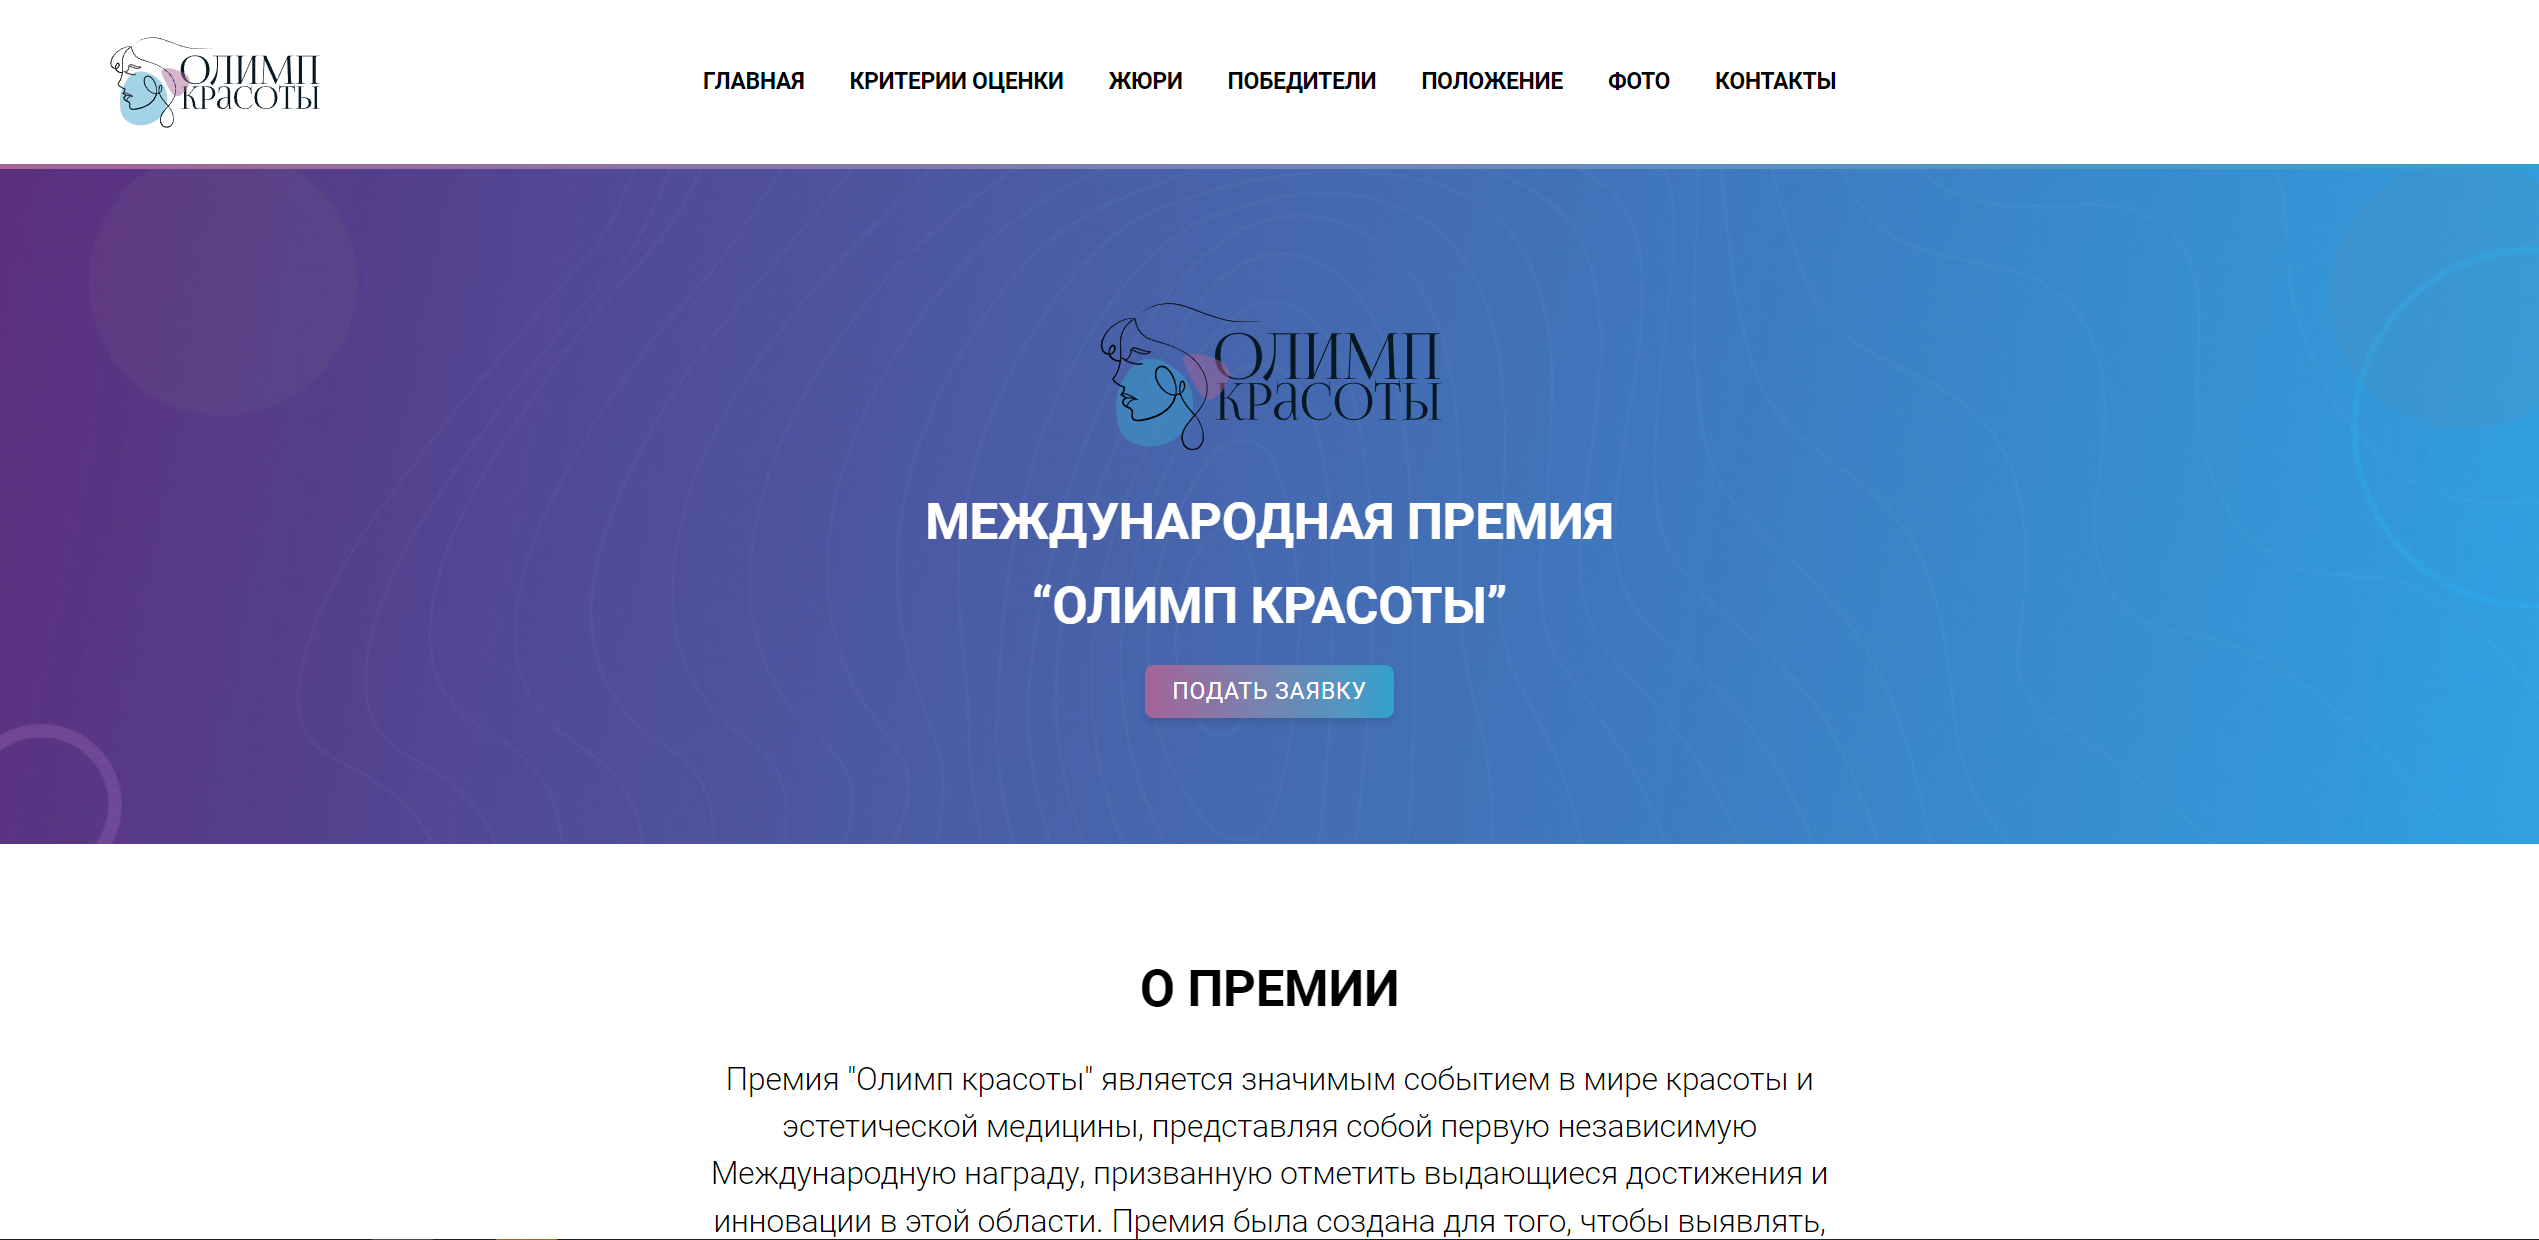 ОЛИМП
КРАСОТЫ
ГЛАВНАЯ КРИТЕРИИ ОЦЕНКИ ЖЮРИ ПОБЕДИТЕЛИ ПОЛОЖЕНИЕ ФОТО КОНТАКТЫ
ОЛИМП
КРАСОТЫ
МЕЖДУНАРОДНАЯ ПРЕМИЯ
“ОЛИМП КРАСОТЫ”
ПОДАТЬ ЗАЯВКУ
О ПРЕМИИ
Премия "Олимп красоты" является значимым событием в мире красоты и
эстетической медицины, представляя собой первую независимую
Международную награду, призванную отметить выдающиеся достижения и
инновации в этой области. Премия была создана для того, чтобы выявлять,